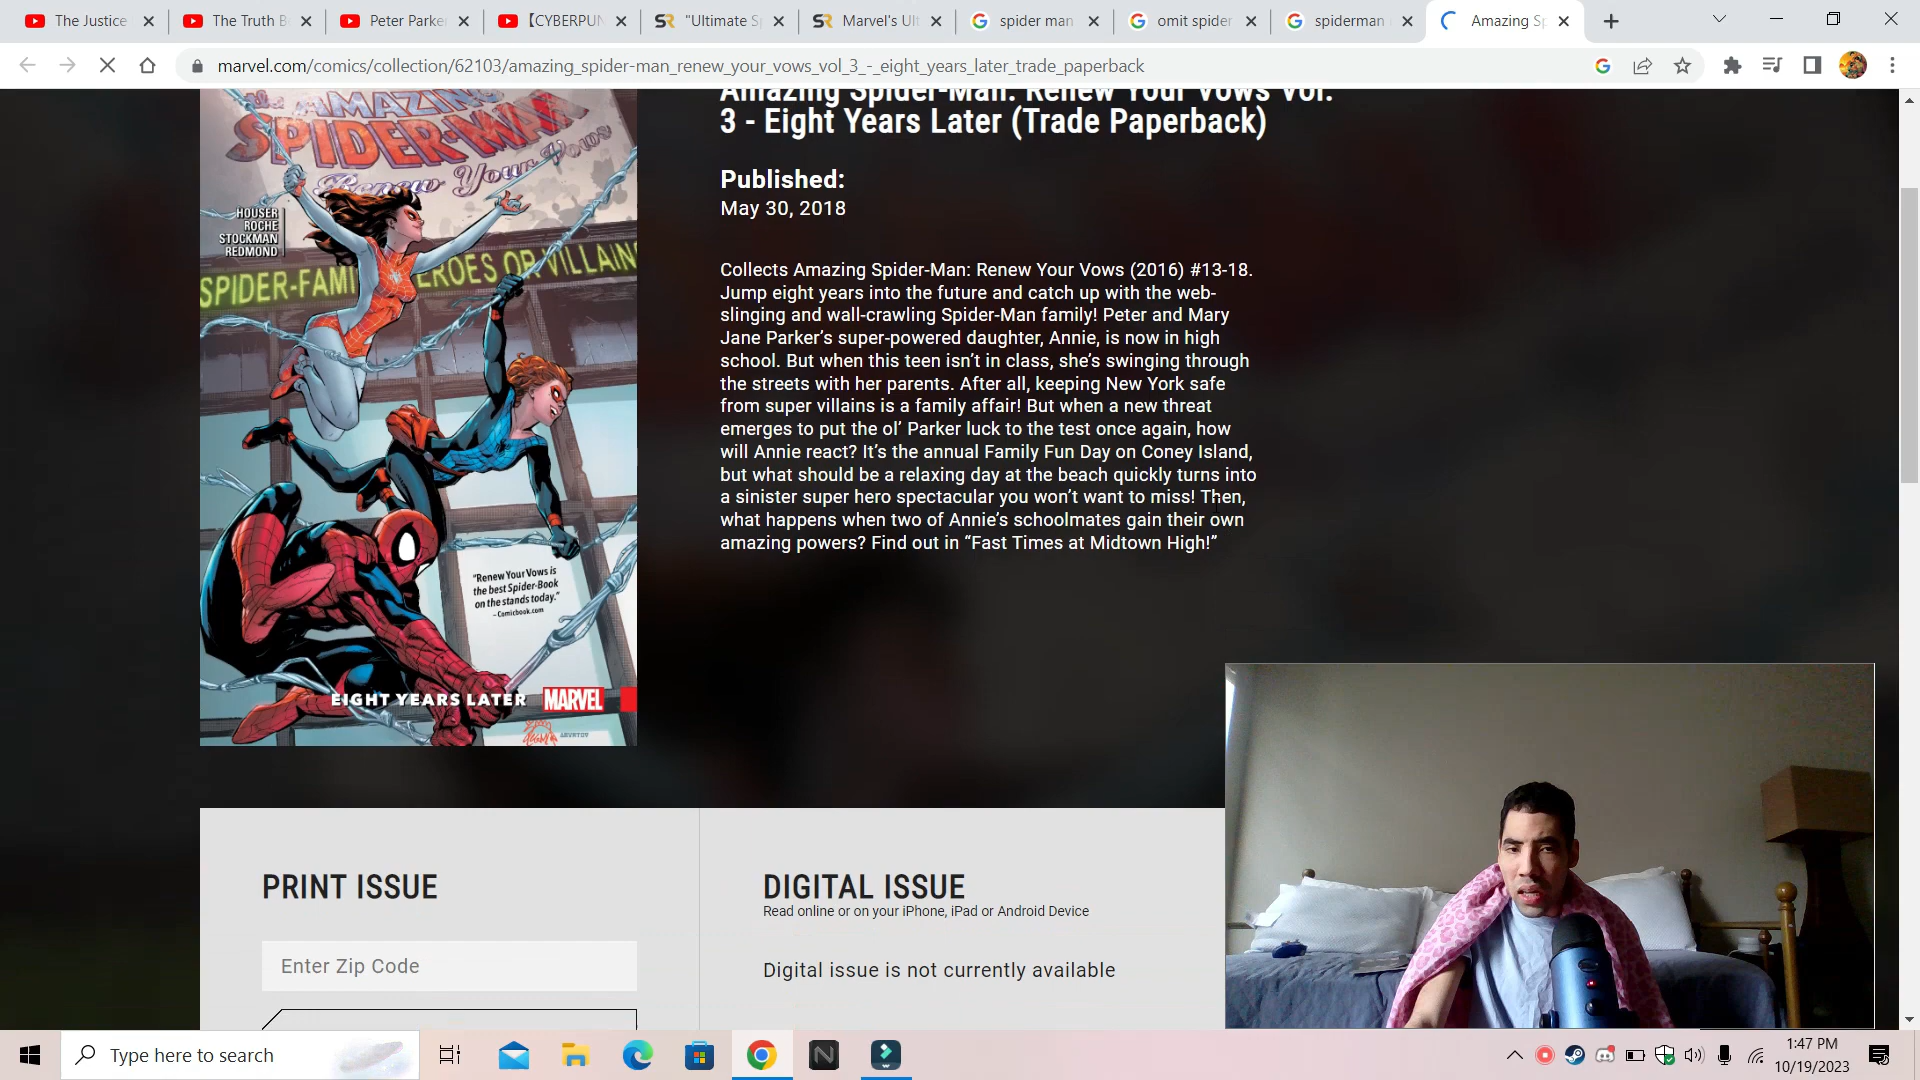 The Justice
The Truth B
Peter Parke
【CYBERPUN
"Ultimate S
Marvel's Ul
spider man
omit spider
spiderman
Amazing Sp
marvel.com/comics/collection/62103/amazing_spider-man_renew_your_vows_vol_3_-_eight_years_later_trade_paperback
the AMAZING
SPIDER-MAN
Renew Your Vows
HOUSER
ROCHE
STOCKMAN
REDMOND
SPIDER-FAMI EROES OR VILLAIN
"Renew Your Vows is
the best Spider-Book
on the stands today."
-Comicbook.com
EIGHT YEARS LATER MARVEL
Amazing Spider-Man: Renew Your Vows Vol.
3 - Eight Years Later (Trade Paperback)
Published:
May 30, 2018
Collects Amazing Spider-Man: Renew Your Vows (2016) #13-18.
Jump eight years into the future and catch up with the web-
slinging and wall-crawling Spider-Man family! Peter and Mary
Jane Parker's super-powered daughter, Annie, is now in high
school. But when this teen isn't in class, she's swinging through
the streets with her parents. After all, keeping New York safe
from super villains is a family affair! But when a new threat
emerges to put the ol' Parker luck to the test once again, how
will Annie react? It's the annual Family Fun Day on Coney Island,
but what should be a relaxing day at the beach quickly turns into
a sinister super hero spectacular you won't want to miss! Then,
what happens when two of Annie's schoolmates gain their own
amazing powers? Find out in "Fast Times at Midtown High!"
PRINT ISSUE
Enter Zip Code
DIGITAL ISSUE
Read online or on your iPhone, iPad or Android Device
Digital issue is not currently available
Type here to search
1:47 PM
10/19/2023